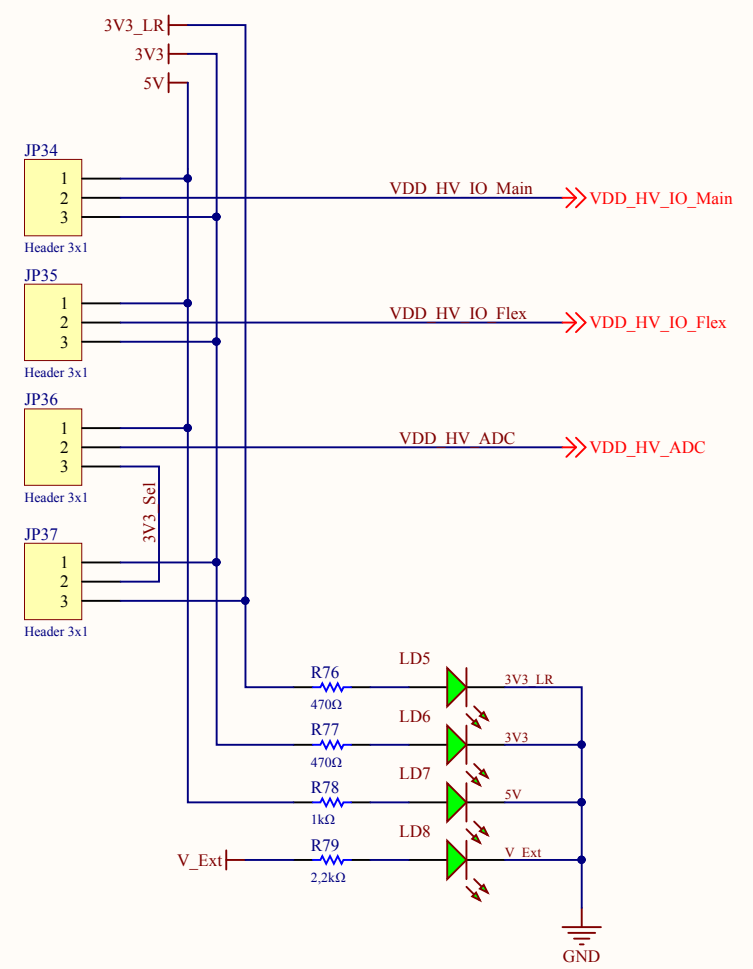 3V3_LR
3V3
5V
JP34
1
2
3
Header 3x1
VDD_HV_IO_Main
VDD_HV_IO_Main
JP35
1
2
3
Header 3x1
VDD_HV_IO_Flex
VDD_HV_IO_Flex
JP36
1
2
3
Header 3x1
VDD_HV_ADC
VDD_HV_ADC
3V3_Sel
JP37
1
2
3
Header 3x1
R76
470Ω
LD5
3V3_LR
R77
470Ω
LD6
3V3
R78
1kΩ
LD7
5V
V_Ext
R79
2,2kΩ
LD8
V_Ext
GND